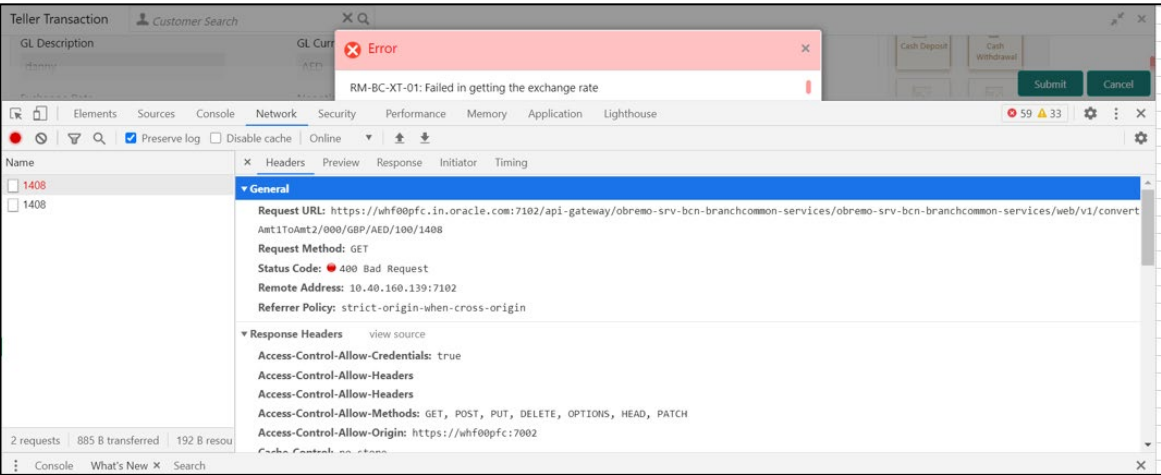 Teller Transaction Customer Search
GL Description GL Curr Error Cash Deposit Cash Withdrawal
danny AED
RM-BC-XT-01: Failed in getting the exchange rate Submit Cancel
Elements Sources Console Network Security Performance Memory Application Lighthouse 59 33
Preserve log Disable cache Online
Name Headers Preview Response Initiator Timing
1408
1408
General
Request URL: https://whf00pfc.in.oracle.com:7102/api-gateway/obremo-srv-bcn-branchcommon-services/obremo-srv-bcn-branchcommon-services/web/v1/convert
Amt1ToAmt2/000/GBP/AED/100/1408
Request Method: GET
Status Code: 400 Bad Request
Remote Address: 10.40.160.139:7102
Referrer Policy: strict-origin-when-cross-origin
Response Headers view source
Access-Control-Allow-Credentials: true
Access-Control-Allow-Headers
Access-Control-Allow-Headers
Access-Control-Allow-Methods: GET, POST, PUT, DELETE, OPTIONS, HEAD, PATCH
Access-Control-Allow-Origin: https://whf00pfc:7002
Cache-Control: no-store
2 requests 885 B transferred 192 B resou
Console What's New Search